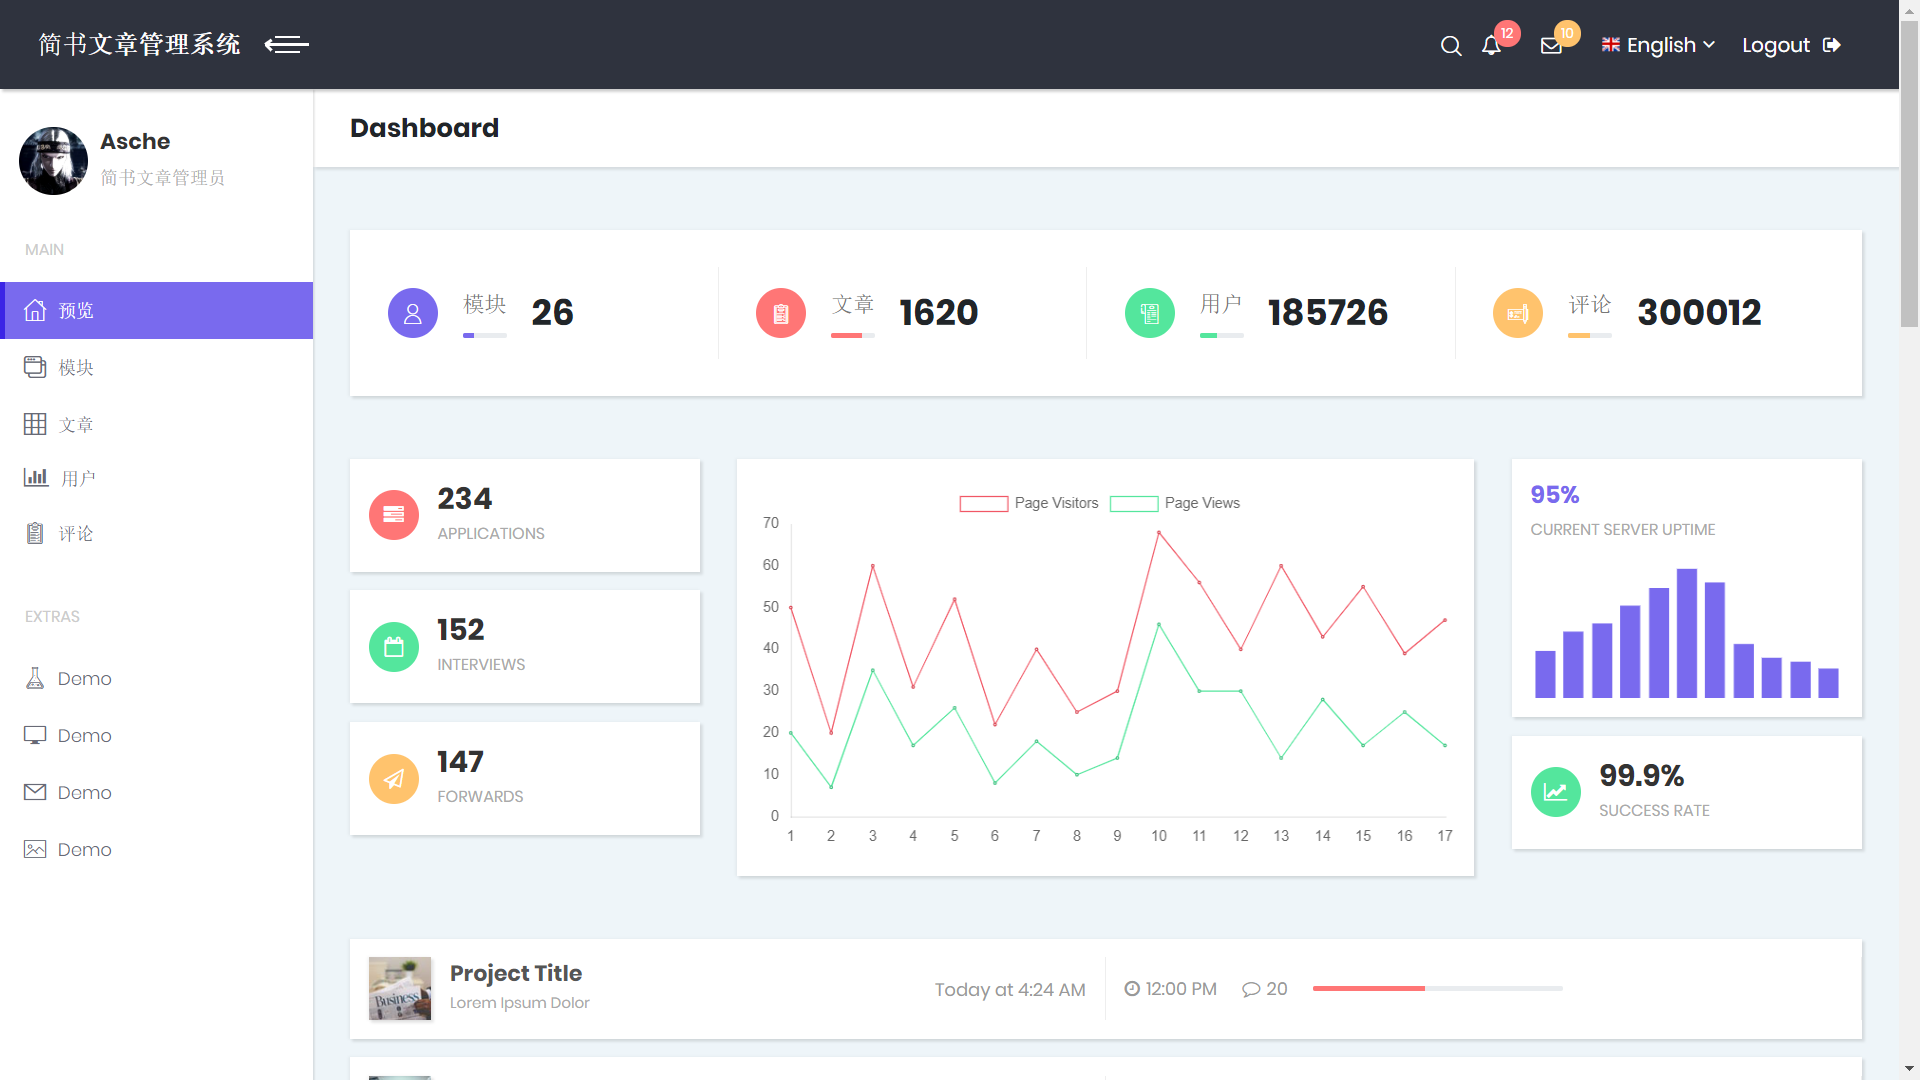 简书文章管理系统
12
10
English
Logout
Asche
简书文章管理员
MAIN
预览
模块
文章
用户
评论
EXTRAS
Demo
Demo
Demo
Demo
Dashboard
模块 26
文章 1620
用户 185726
评论 300012
234
APPLICATIONS
152
INTERVIEWS
147
FORWARDS
Page Visitors Page Views
70
60
50
40
30
20
10
0
1 2 3 4 5 6 7 8 9 10 11 12 13 14 15 16 17
95%
CURRENT SERVER UPTIME
99.9%
SUCCESS RATE
Business
Project Title
Lorem Ipsum Dolor
Today at 4:24 AM
12:00 PM
20